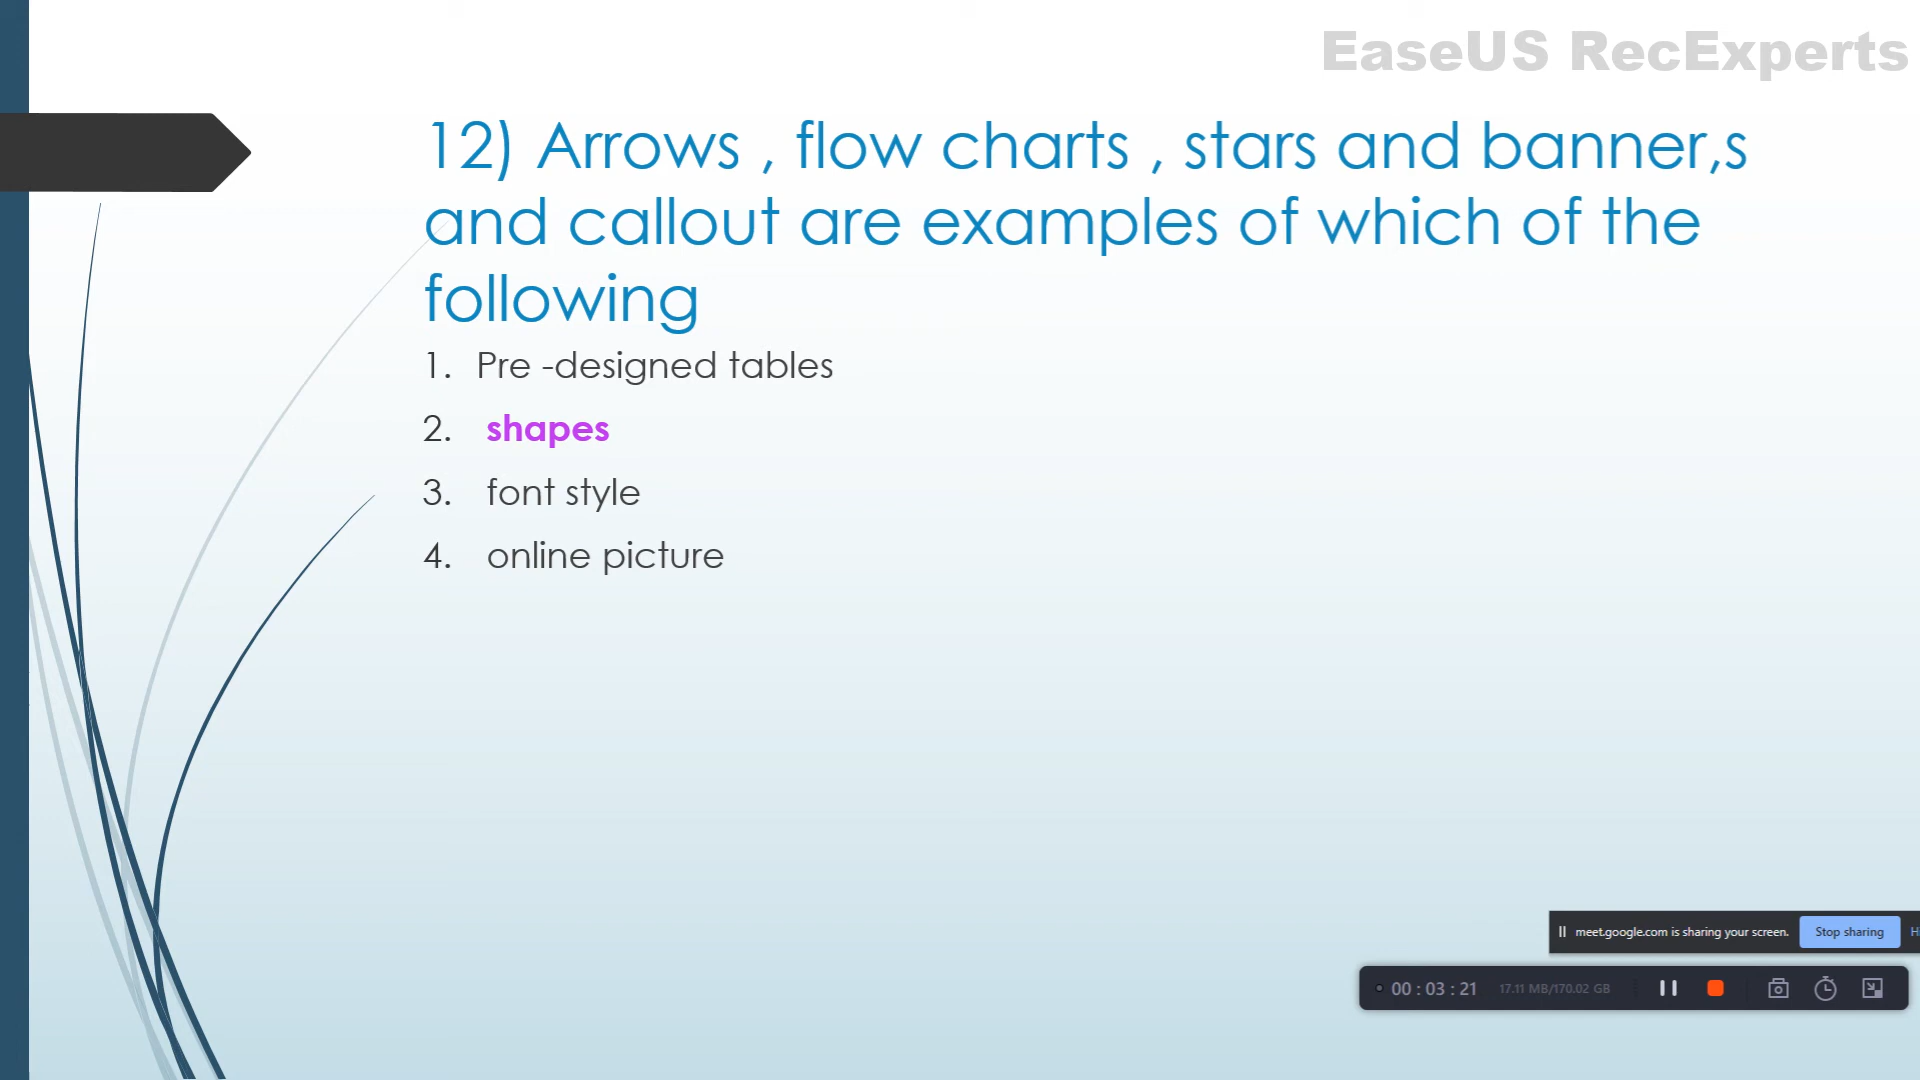 EaseUS RecExperts
12) Arrows , flow charts , stars and banner,s
and callout are examples of which of the
following
1. Pre -designed tables
2. shapes
3. font style
4. online picture
meet.google.com is sharing your screen. Stop sharing
00 : 03 : 21 17.11 MB/170.02 GB